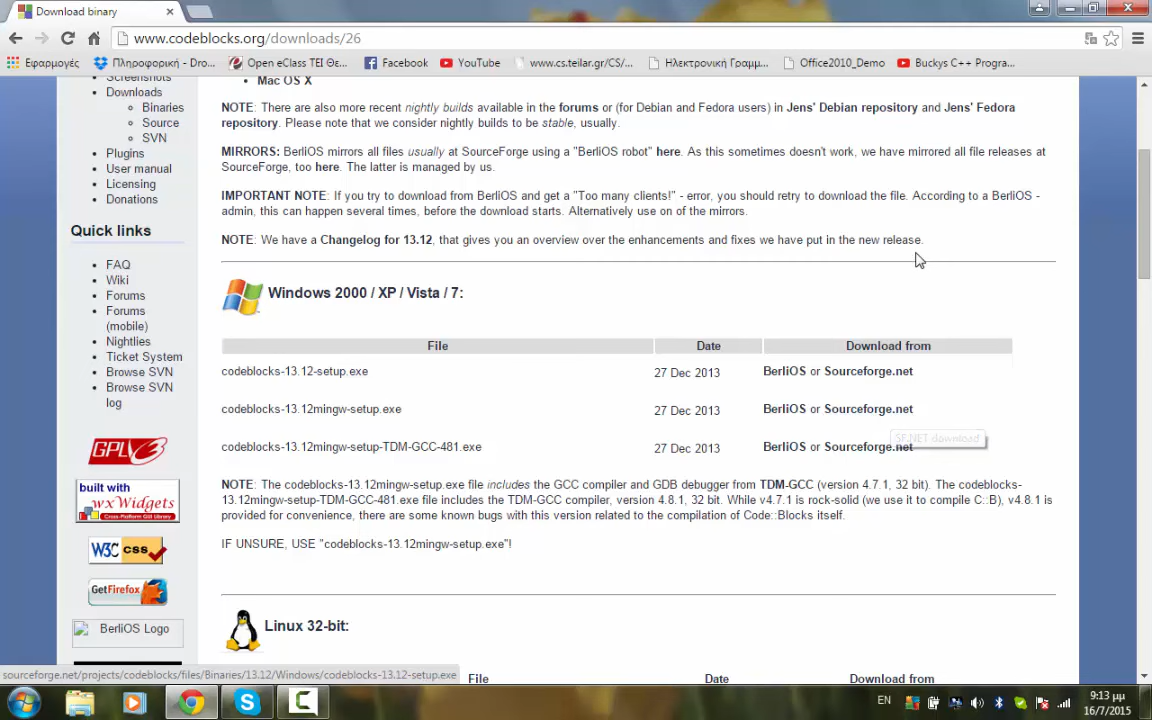 Download binary
www.codeblocks.org/downloads/26
Εφαρμογές
Πληροφορική - Dro...
Open eClass ΤΕΙ Θε...
Facebook
YouTube
www.cs.teilar.gr/CS/...
Ηλεκτρονική Γραμμ...
Office2010_Demo
Buckys C++ Progra...
Screenshots
Downloads
Binaries
Source
SVN
Plugins
User manual
Licensing
Donations
Quick links
FAQ
Wiki
Forums
Forums
(mobile)
Nightlies
Ticket System
Browse SVN
Browse SVN
log
GPLv3
built with
wxWidgets
Cross-Platform GUI Library
W3C css
GetFirefox
BerliOS Logo
Mac OS X
NOTE: There are also more recent nightly builds available in the forums or (for Debian and Fedora users) in Jens' Debian repository and Jens' Fedora
repository. Please note that we consider nightly builds to be stable, usually.
MIRRORS: BerliOS mirrors all files usually at SourceForge using a "BerliOS robot" here. As this sometimes doesn't work, we have mirrored all file releases at
SourceForge, too here. The latter is managed by us.
IMPORTANT NOTE: If you try to download from BerliOS and get a "Too many clients!" - error, you should retry to download the file. According to a BerliOS -
admin, this can happen several times, before the download starts. Alternatively use on of the mirrors.
NOTE: We have a Changelog for 13.12, that gives you an overview over the enhancements and fixes we have put in the new release.
Windows 2000 / XP / Vista / 7:
File Date Download from
codeblocks-13.12-setup.exe 27 Dec 2013 BerliOS or Sourceforge.net
codeblocks-13.12mingw-setup.exe 27 Dec 2013 BerliOS or Sourceforge.net
SF.NET download
codeblocks-13.12mingw-setup-TDM-GCC-481.exe 27 Dec 2013 BerliOS or Sourceforge.net
NOTE: The codeblocks-13.12mingw-setup.exe file includes the GCC compiler and GDB debugger from TDM-GCC (version 4.7.1, 32 bit). The codeblocks-
13.12mingw-setup-TDM-GCC-481.exe file includes the TDM-GCC compiler, version 4.8.1, 32 bit. While v4.7.1 is rock-solid (we use it to compile C::B), v4.8.1 is
provided for convenience, there are some known bugs with this version related to the compilation of Code::Blocks itself.
IF UNSURE, USE "codeblocks-13.12mingw-setup.exe"!
Linux 32-bit:
File Date Download from
sourceforge.net/projects/codeblocks/files/Binaries/13.12/Windows/codeblocks-13.12-setup.exe
EN
9:13 μμ
16/7/2015